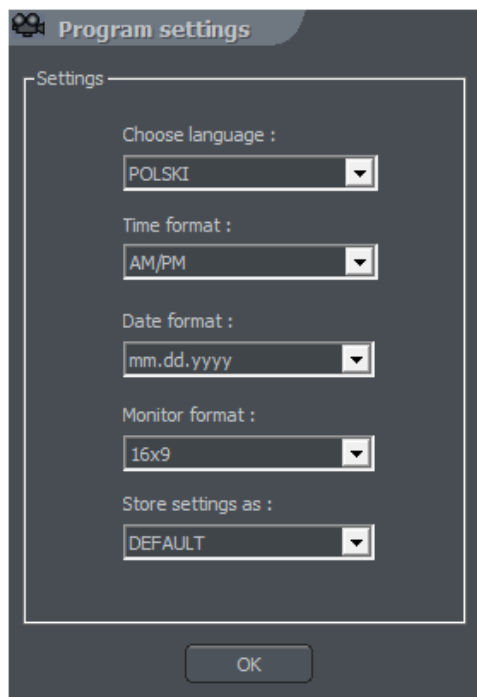 Program settings
Settings
Choose language :
POLSKI
Time format :
AM/PM
Date format :
mm.dd.yyyy
Monitor format :
16x9
Store settings as :
DEFAULT
OK